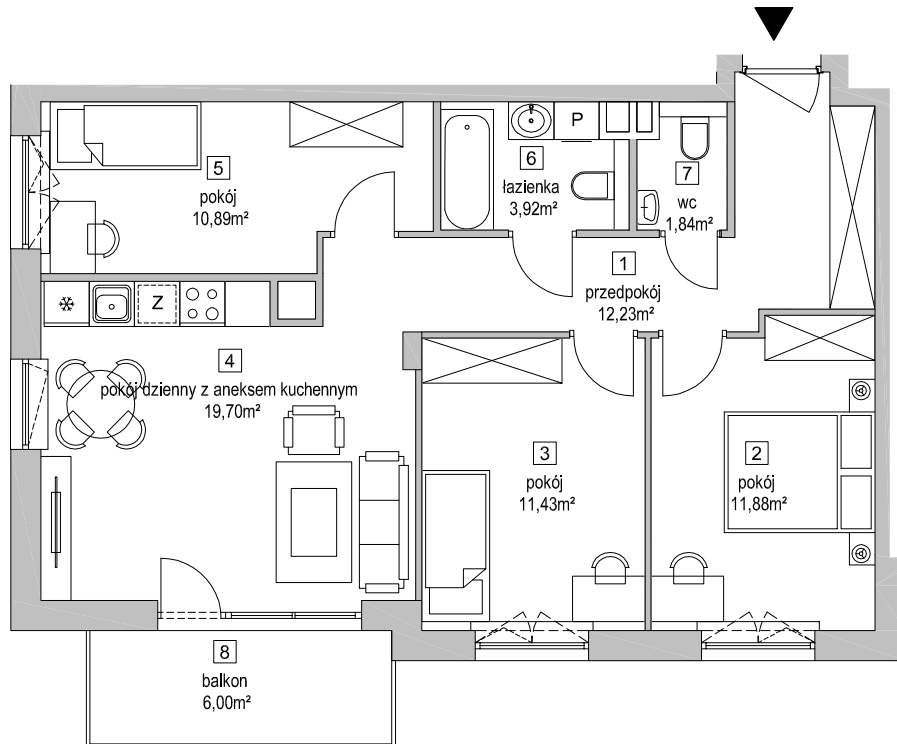 5
pokój
10,89m²
P
6
łazienka
3,92m²
7
wc
1,84m²
1
przedpokój
12,23m²
Z
4
pokój dzienny z aneksem kuchennym
19,70m²
3
pokój
11,43m²
2
pokój
11,88m²
8
balkon
6,00m²